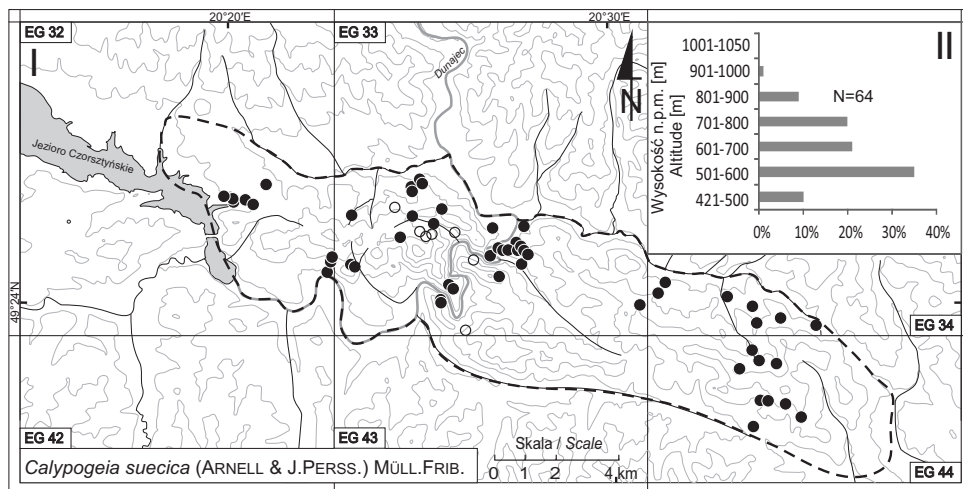 20°20'E
20°30'E
EG 32
EG 33
I
II
Dunajec
N
Jezioro Czorsztyńskie
49°24'N
Wysokość n.p.m. [m]
Altitude [m]
1001-1050
901-1000
801-900
701-800
601-700
501-600
421-500
N=64
0% 10% 20% 30% 40%
EG 34
EG 42
EG 43
EG 44
Skala / Scale
0 2 4 km
Calypogeia suecica (ARNELL & J.PERSS.) MÜLL.FRIB.